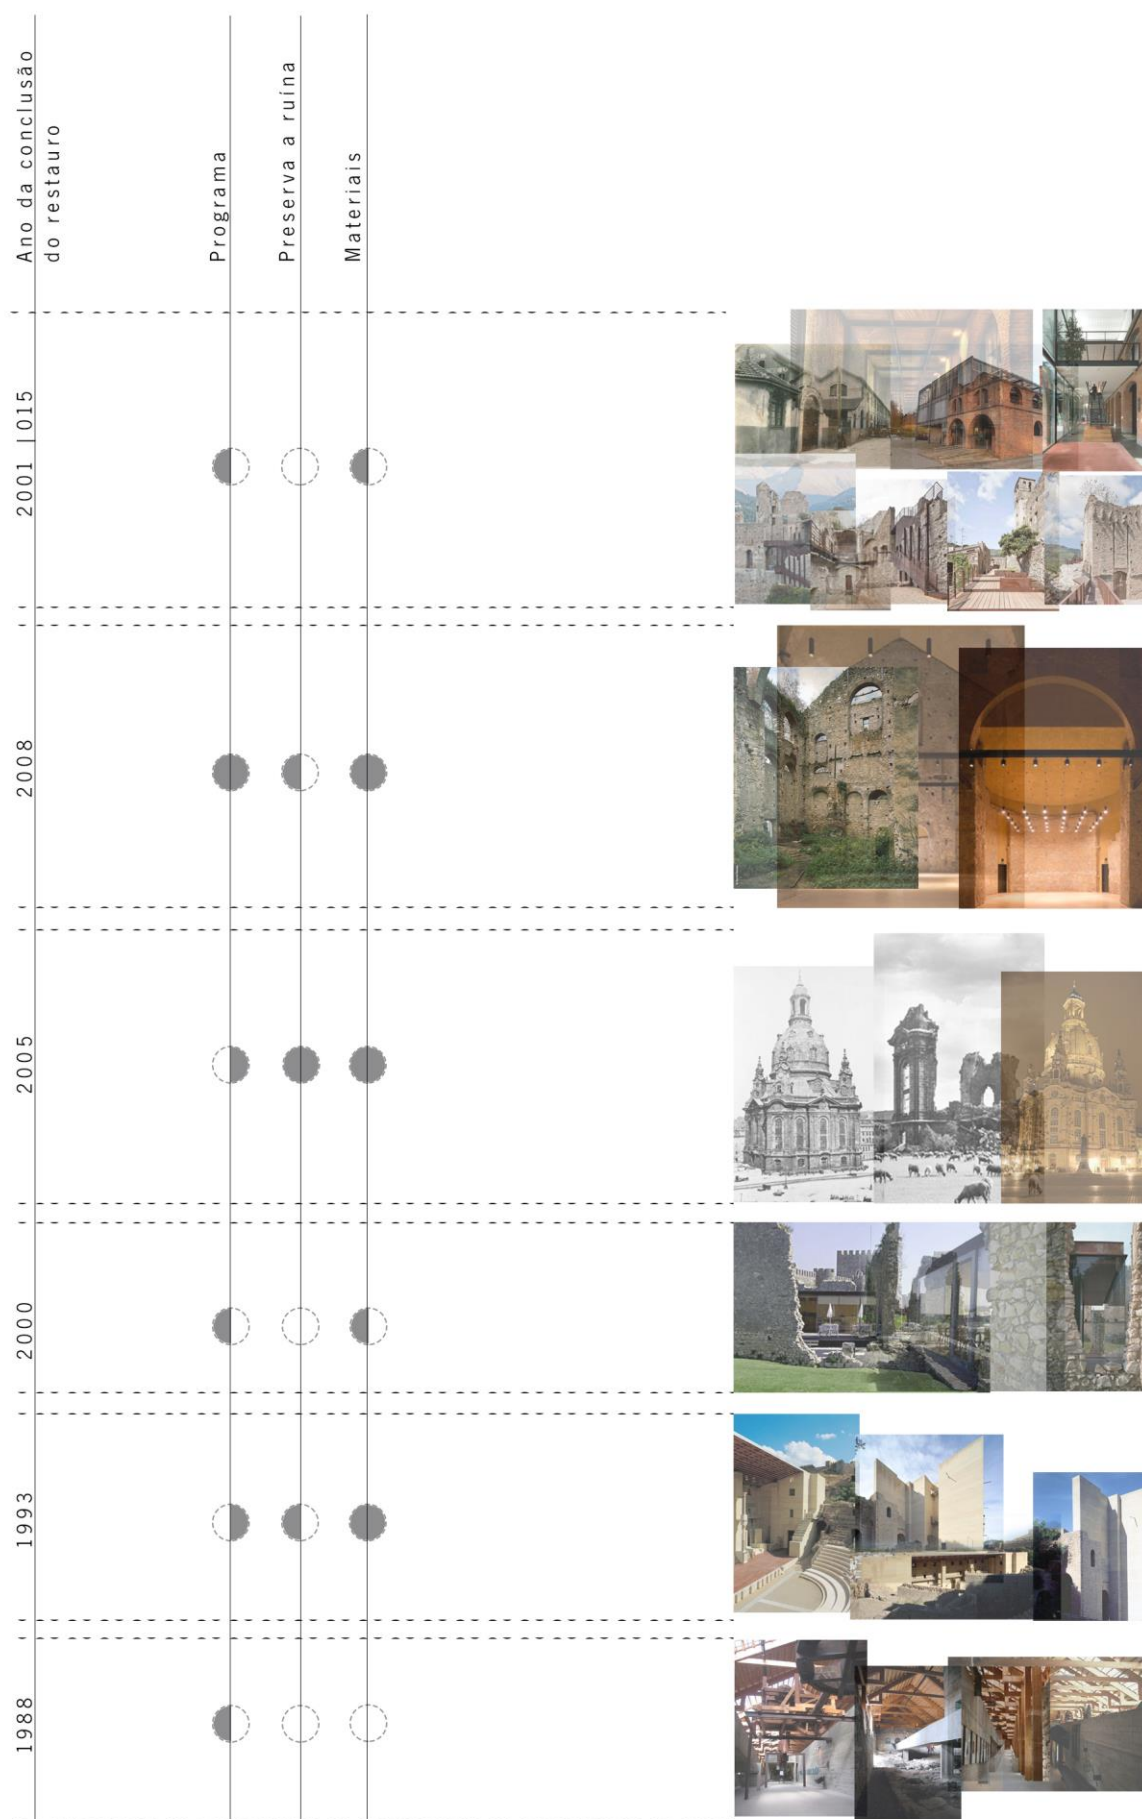 Ano da conclusão
do restauro
Programa
Preserva a ruína
Materiais
2001 |015
2008
2005
2000
1993
1988